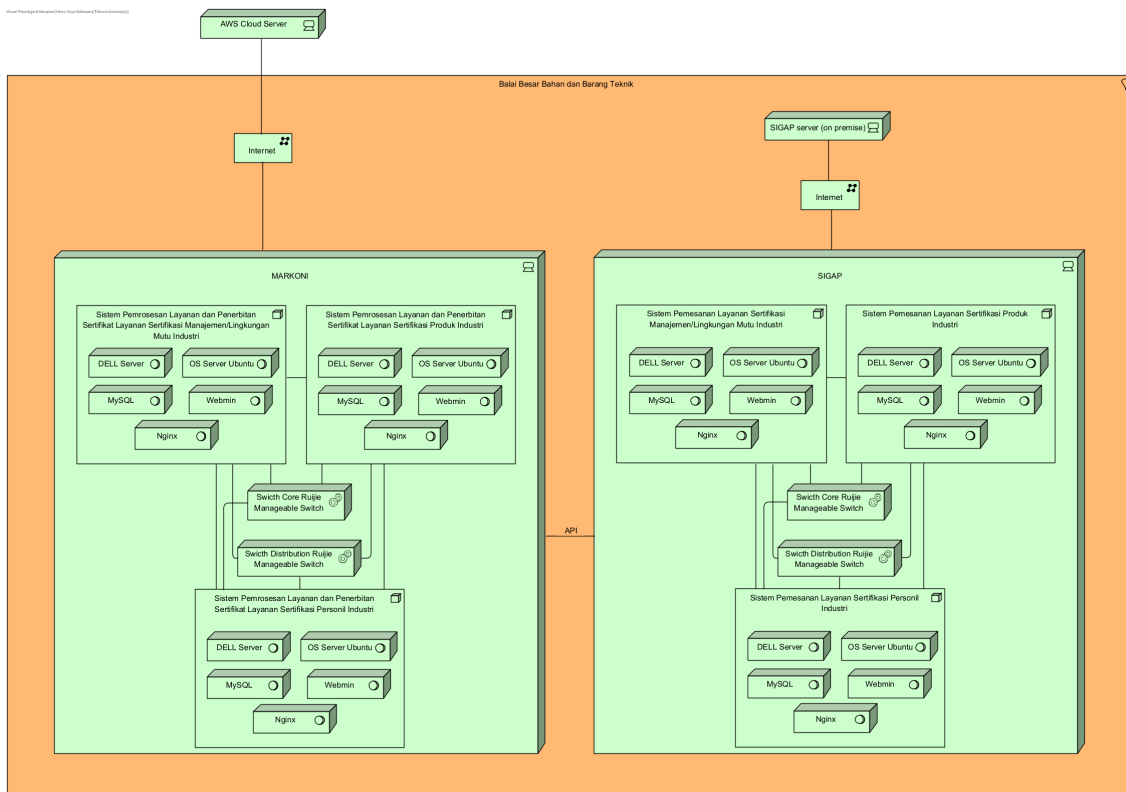 Visual Paradigm Enterprise
AWS Cloud Server
Balai Besar Bahan dan Barang Teknik
Internet
SIGAP server (on premise)
Internet
MARKONI
Sistem Pemrosesan Layanan dan Penerbitan
Sertifikat Layanan Sertifikasi Manajemen/Lingkungan
Mutu Industri
DELL Server
OS Server Ubuntu
MySQL
Webmin
Nginx
Sistem Pemrosesan Layanan dan Penerbitan
Sertifikat Layanan Sertifikasi Produk Industri
DELL Server
OS Server Ubuntu
MySQL
Webmin
Nginx
Swicth Core Ruijie
Manageable Switch
Swicth Distribution Ruijie
Manageable Switch
Sistem Pemrosesan Layanan dan Penerbitan
Sertifikat Layanan Sertifikasi Personil Industri
DELL Server
OS Server Ubuntu
MySQL
Webmin
Nginx
API
SIGAP
Sistem Pemesanan Layanan Sertifikasi
Manajemen/Lingkungan Mutu Industri
DELL Server
OS Server Ubuntu
MySQL
Webmin
Nginx
Sistem Pemesanan Layanan Sertifikasi Produk
Industri
DELL Server
OS Server Ubuntu
MySQL
Webmin
Nginx
Swicth Core Ruijie
Manageable Switch
Swicth Distribution Ruijie
Manageable Switch
Sistem Pemesanan Layanan Sertifikasi Personil
Industri
DELL Server
OS Server Ubuntu
MySQL
Webmin
Nginx